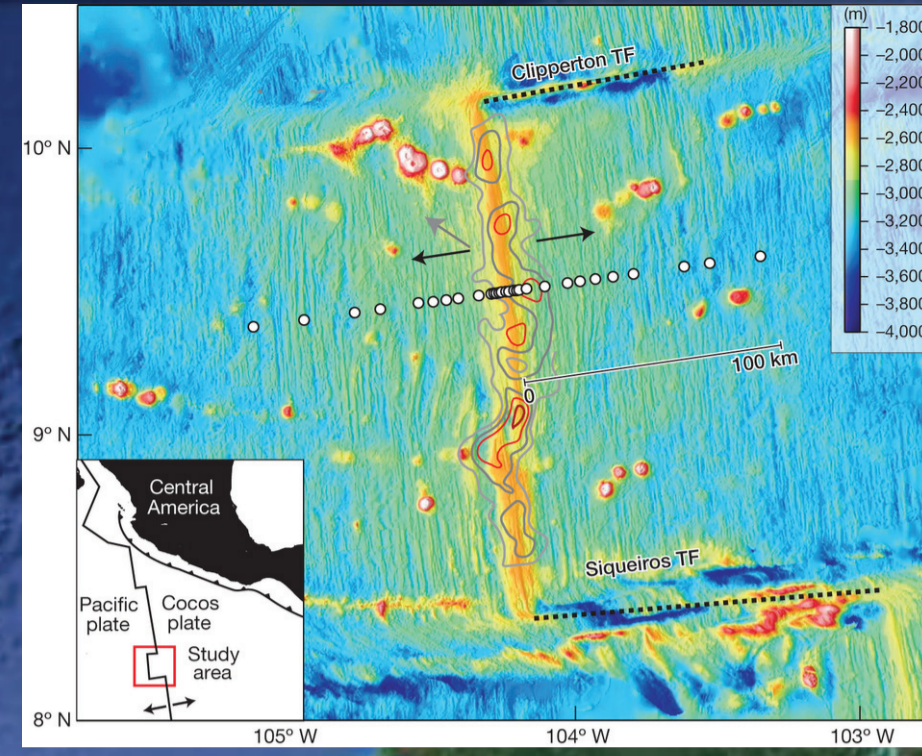 (m)
–1,800
–2,000
–2,200
–2,400
–2,600
–2,800
–3,000
–3,200
–3,400
–3,600
–3,800
–4,000
Clipperton TF
10° N
100 km
0
9° N
Central
America
Siqueiros TF
Pacific
plate
Cocos
plate
Study
area
8° N
105° W
104° W
103° W